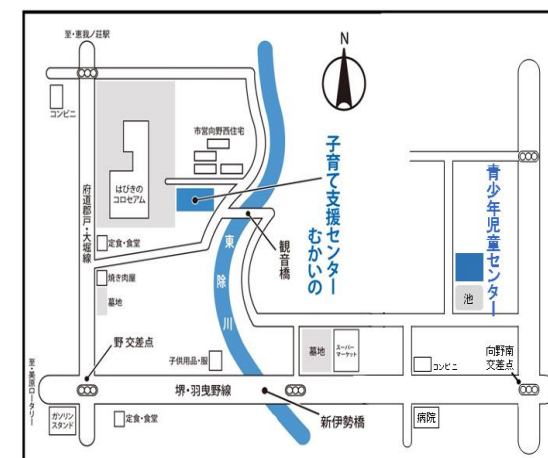 至・恵我ノ荘駅
N
コンビニ
市営向野西住宅
はびきの
コロセアム
子育て支援センター
むかいの
青少年児童センター
府道郡戸・大堀線
定食・食堂
観音橋
東除川
焼き肉屋
墓地
池
野 交差点
子供用品・服
墓地
スーパー
マーケット
コンビニ
向野南
交差点
至・美原ロータリー
堺・羽曳野線
新伊勢橋
ガソリン
スタンド
定食・食堂
病院